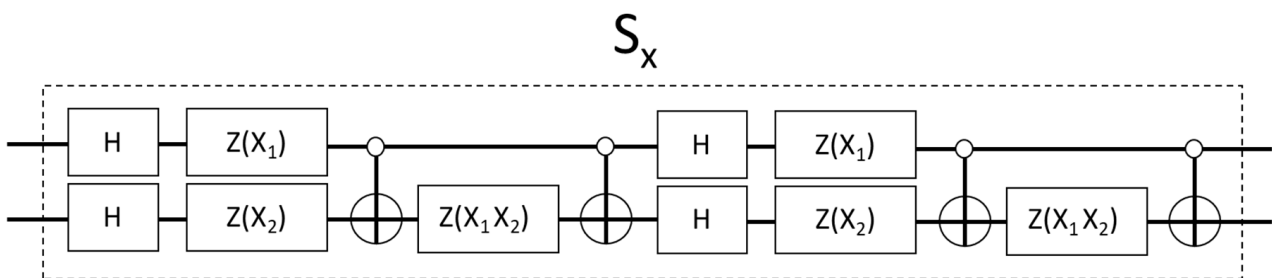 Sₓ
H Z(X₁) H Z(X₁)
H Z(X₂) Z(X₁X₂) H Z(X₂) Z(X₁X₂)